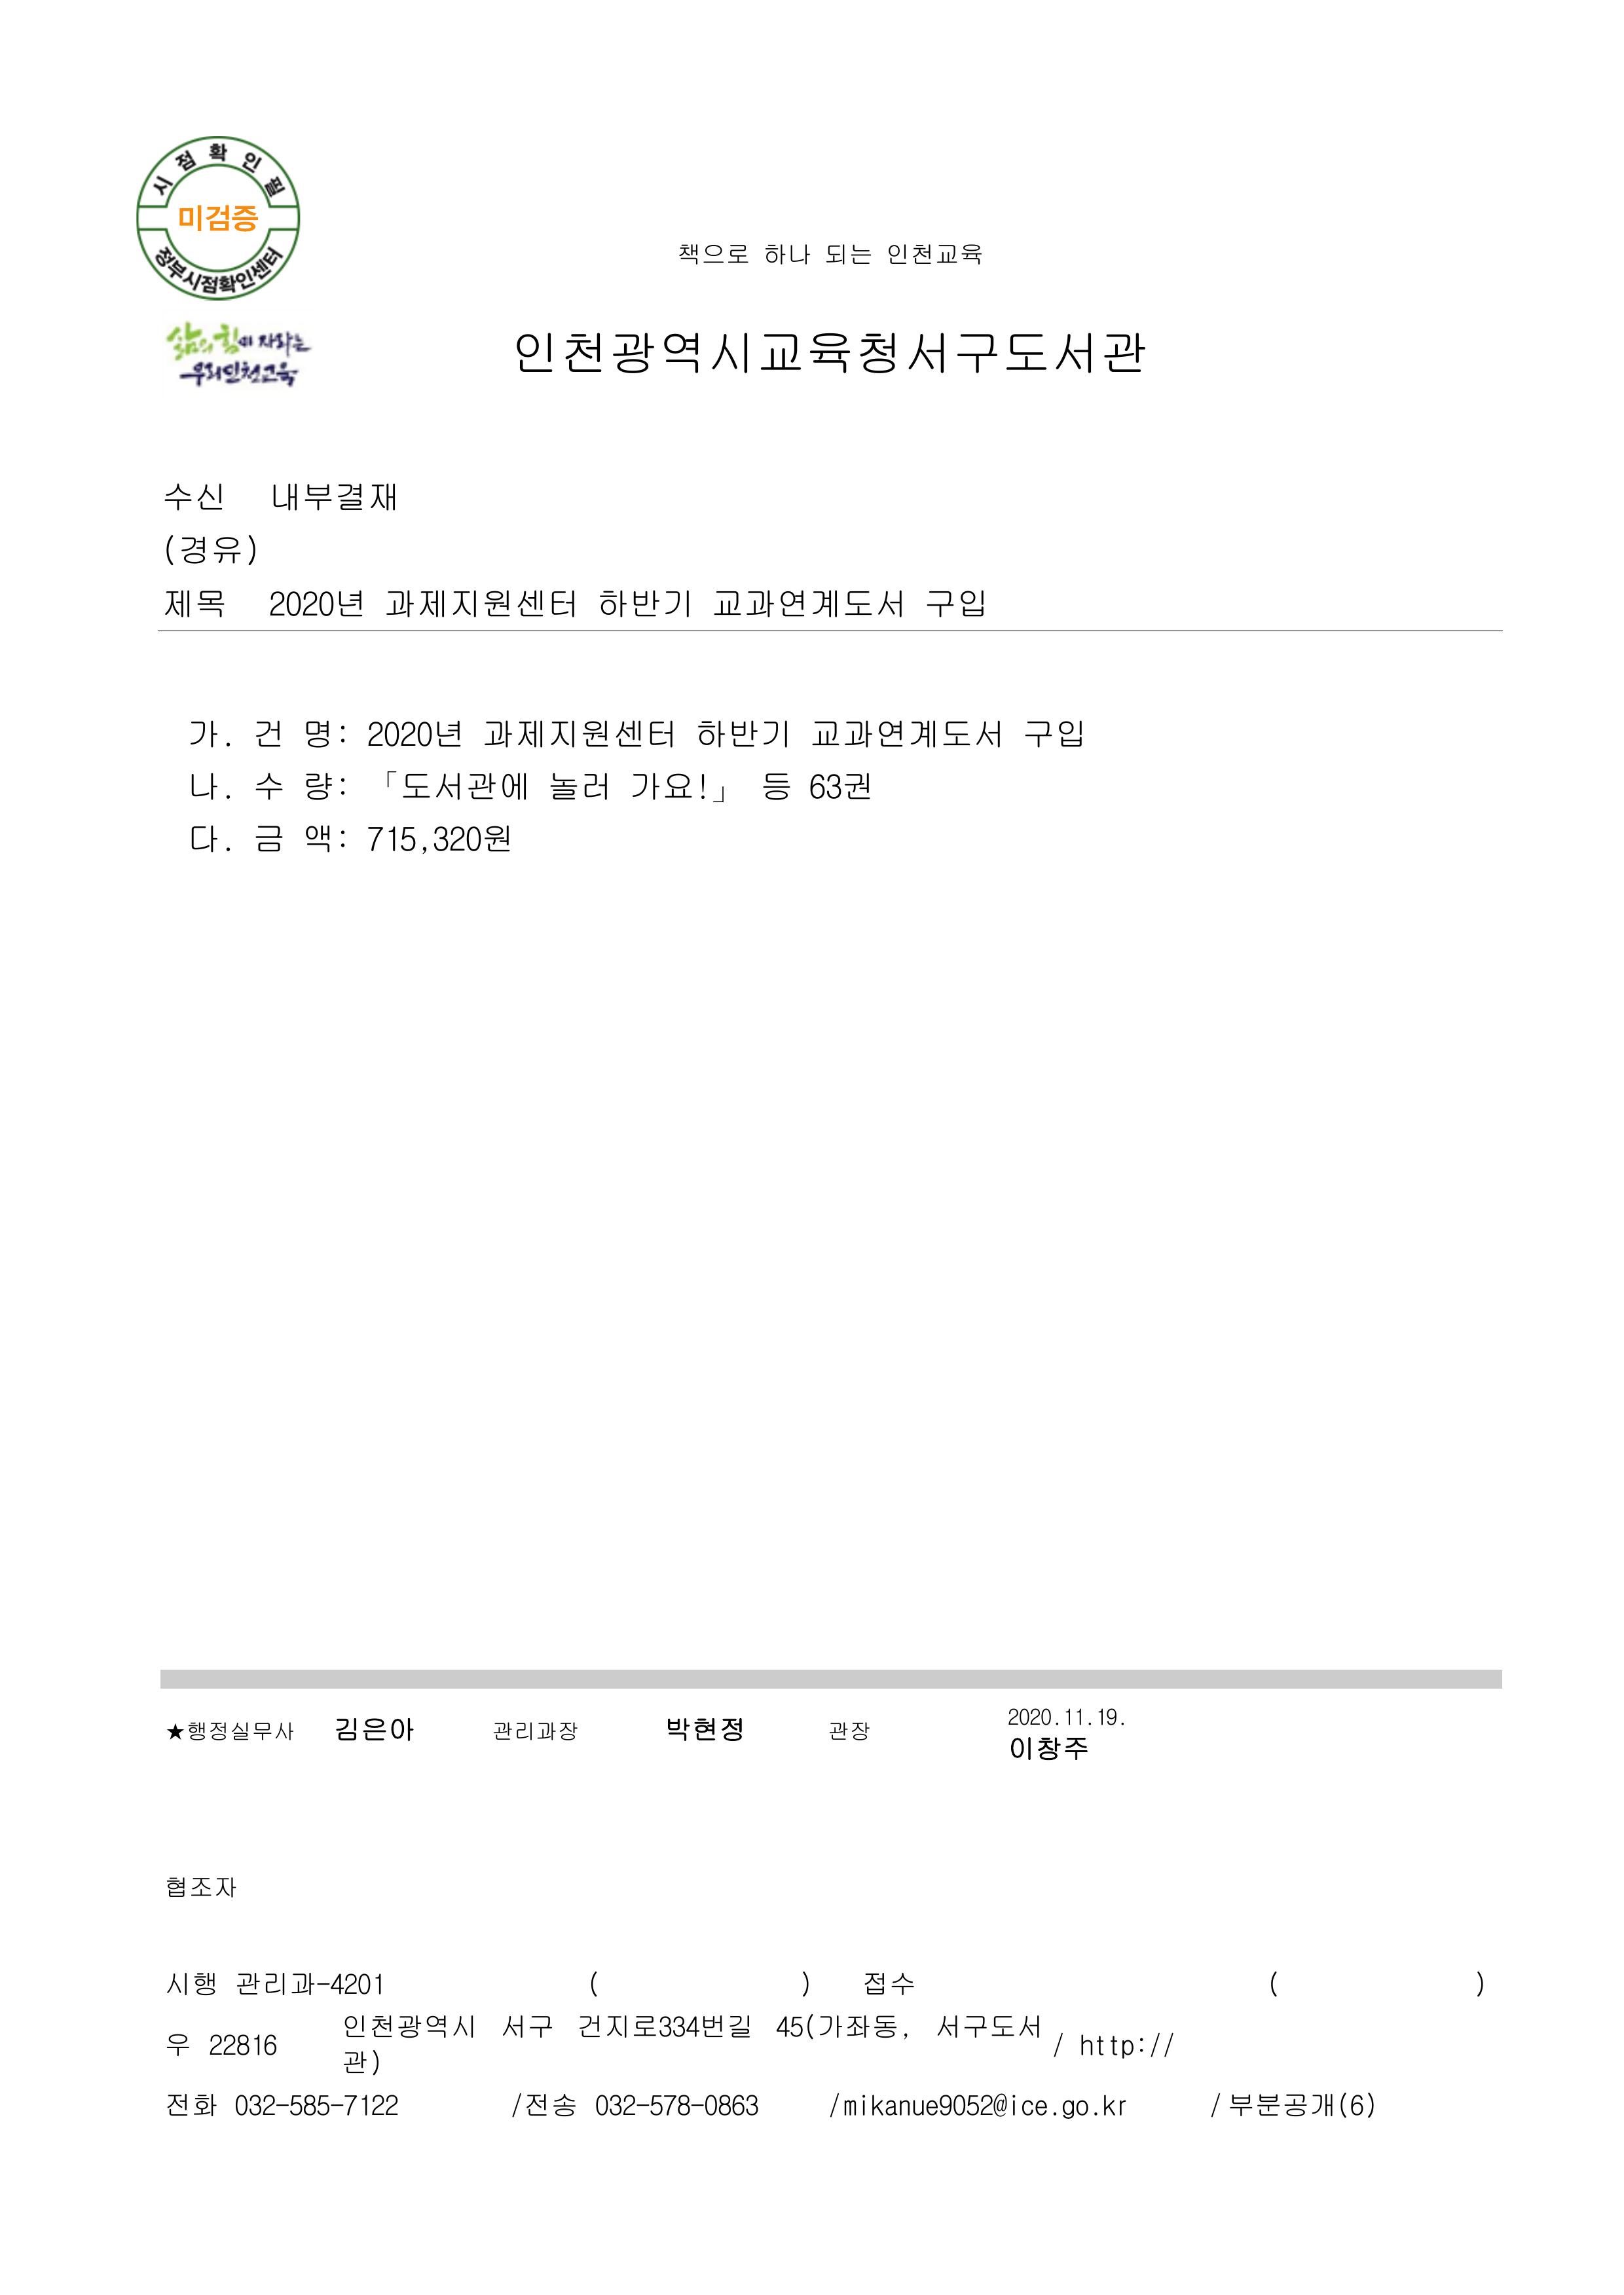 시점확인필
미검증
정부시점확인센터
책으로 하나 되는 인천교육
삶의 힘이 자라는
우리인천교육
인천광역시교육청서구도서관
수신 내부결재
(경유)
제목 2020년 과제지원센터 하반기 교과연계도서 구입
가. 건 명: 2020년 과제지원센터 하반기 교과연계도서 구입
나. 수 량: 「도서관에 놀러 가요!」 등 63권
다. 금 액: 715,320원
★행정실무사 김은아 관리과장 박현정 관장 2020.11.19.
이창주
협조자
시행 관리과-4201 ( ) 접수 ( )
우 22816 인천광역시 서구 건지로334번길 45(가좌동, 서구도서
관) / http://
전화 032-585-7122 /전송 032-578-0863 /mikanue9052@ice.go.kr / 부분공개(6)